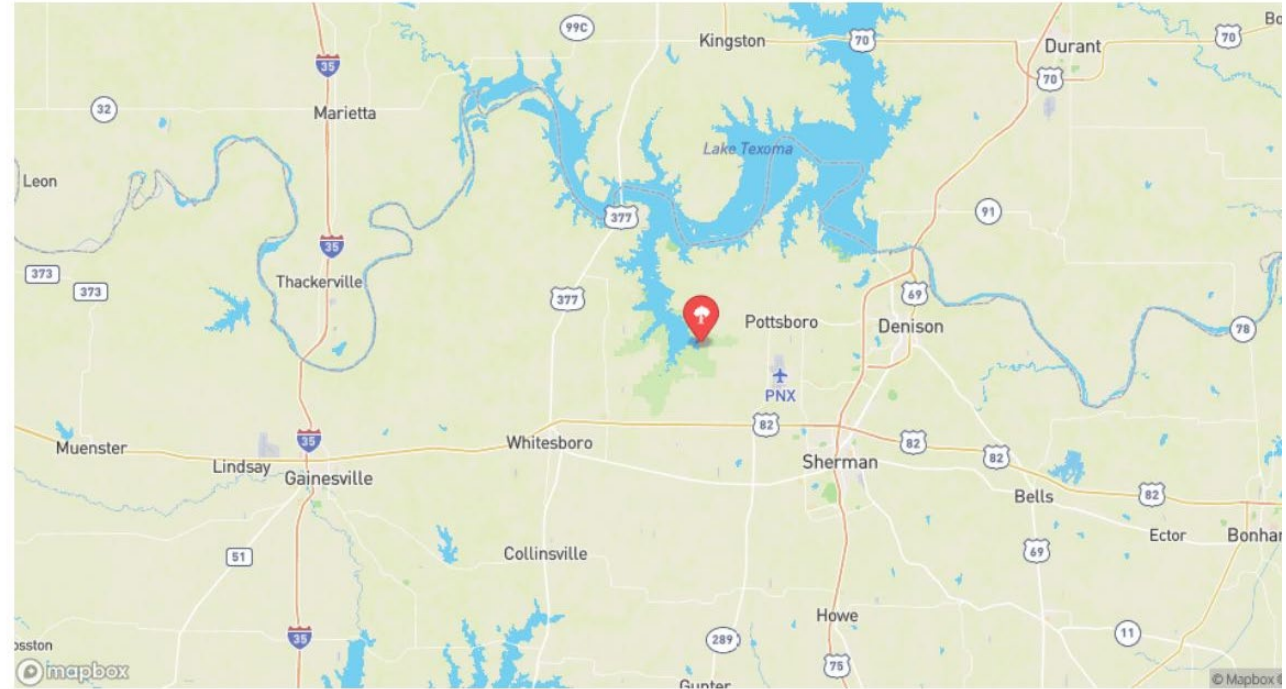 99C
Kingston
70
Durant
70
Bo
70
35
32
Marietta
Lake Texoma
Leon
377
91
35
373
373
Thackerville
377
69
Pottsboro
Denison
78
PNX
82
82
82
82
Muenster
35
Whitesboro
Sherman
Lindsay
Gainesville
Bells
Ector
Bonhar
51
Collinsville
69
Howe
11
35
289
75
osston
mapbox
Gunter
© Mapbox